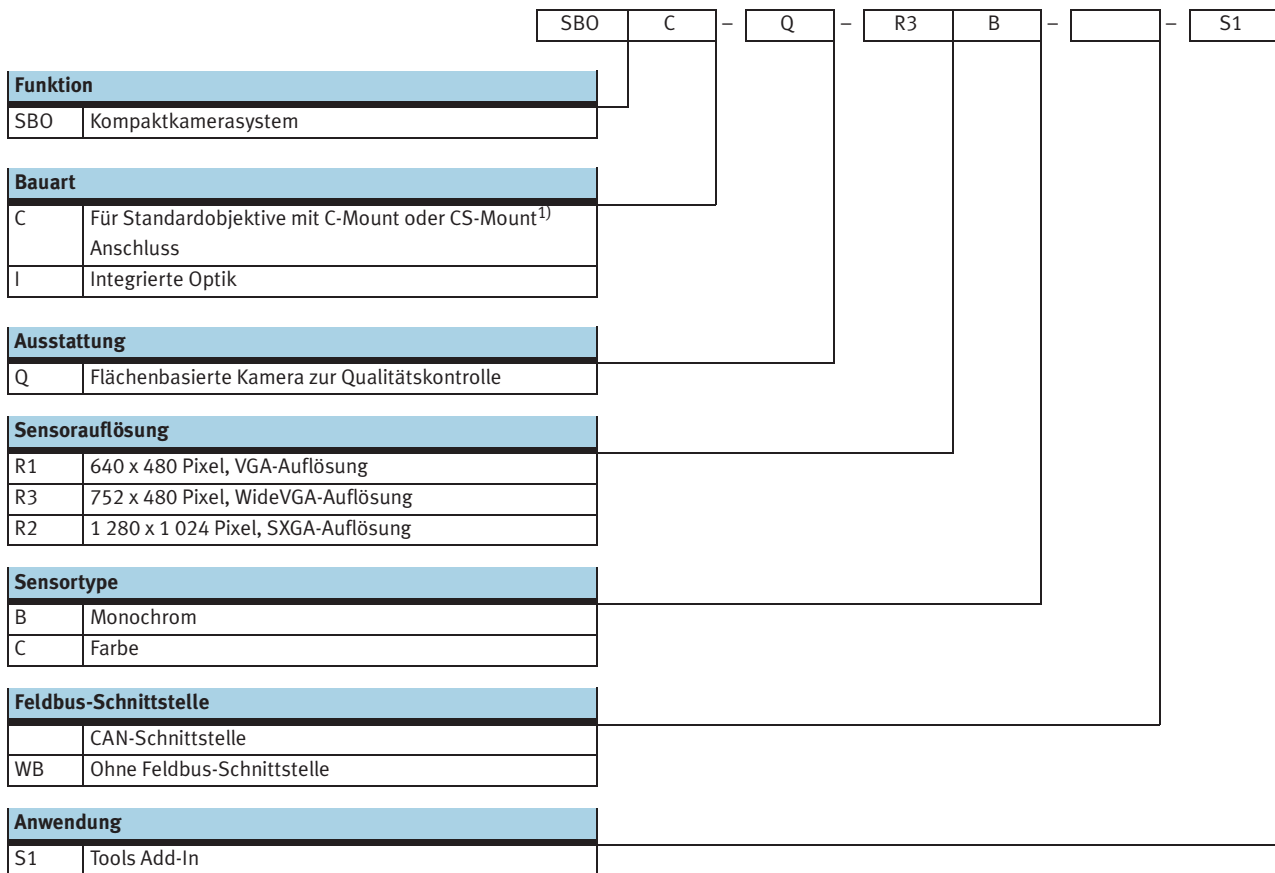 SBO C – Q – R3 B – – S1
Funktion
SBO Kompaktkamerasystem
Bauart
C Für Standardobjektive mit C-Mount oder CS-Mount1)
Anschluss
I Integrierte Optik
Ausstattung
Q Flächenbasierte Kamera zur Qualitätskontrolle
Sensorauflösung
R1 640 x 480 Pixel, VGA-Auflösung
R3 752 x 480 Pixel, WideVGA-Auflösung
R2 1 280 x 1 024 Pixel, SXGA-Auflösung
Sensortype
B Monochrom
C Farbe
Feldbus-Schnittstelle
CAN-Schnittstelle
WB Ohne Feldbus-Schnittstelle
Anwendung
S1 Tools Add-In